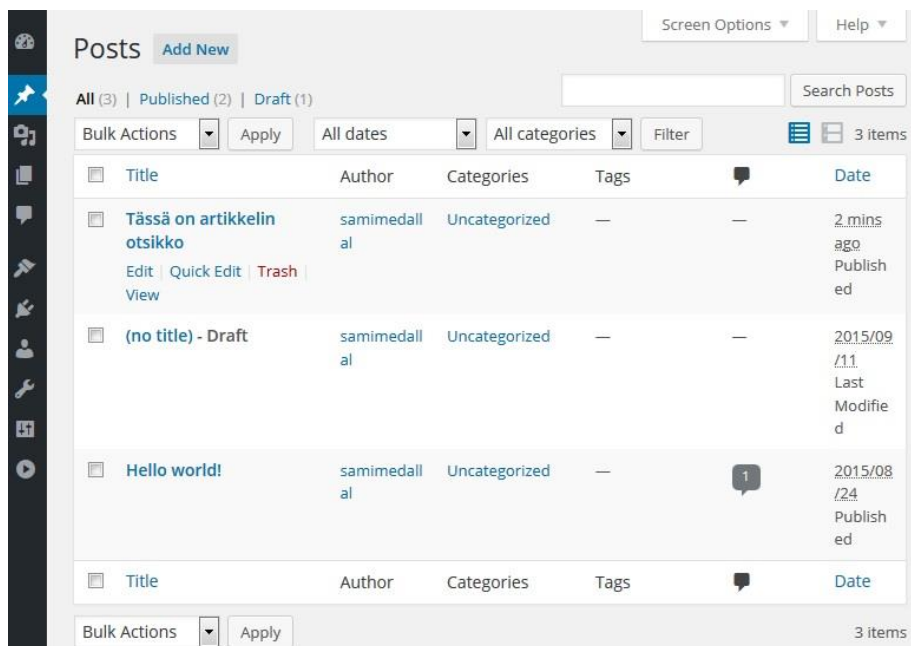 Screen Options Help
Posts Add New
All (3) | Published (2) | Draft (1) Search Posts
Bulk Actions Apply All dates All categories Filter 3 items
Title Author Categories Tags Date
Tässä on artikkelin samimedall Uncategorized — — 2 mins
otsikko al ago
Edit | Quick Edit | Trash | Publish
View ed
(no title) - Draft samimedall Uncategorized — — 2015/09
al /11
Last
Modifie
d
Hello world! samimedall Uncategorized — 1 2015/08
al /24
Publish
ed
Title Author Categories Tags Date
Bulk Actions Apply 3 items